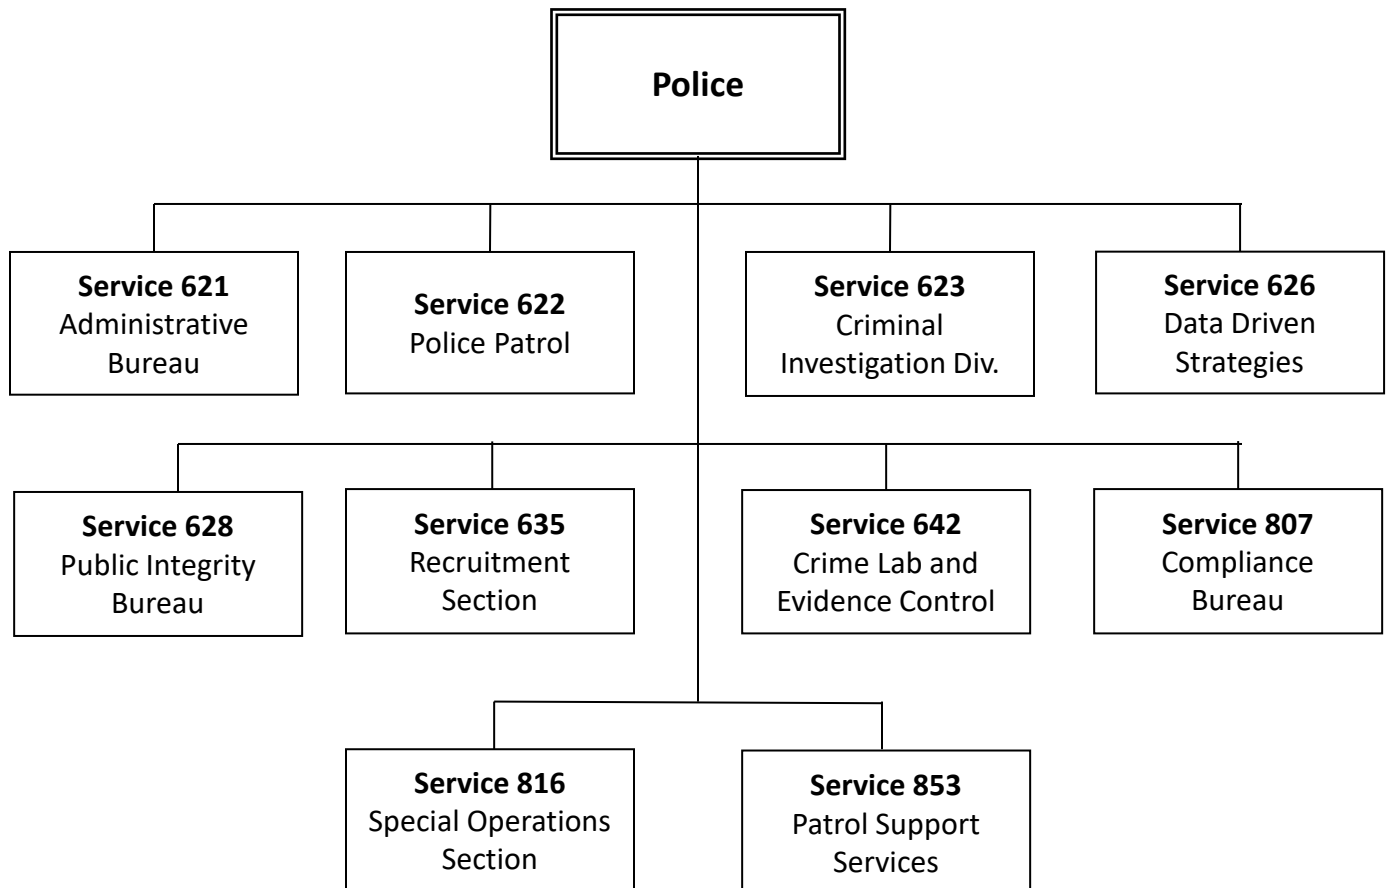 Police
Service 621
Administrative
Bureau
Service 622
Police Patrol
Service 623
Criminal
Investigation Div.
Service 626
Data Driven
Strategies
Service 628
Public Integrity
Bureau
Service 635
Recruitment
Section
Service 642
Crime Lab and
Evidence Control
Service 807
Compliance
Bureau
Service 816
Special Operations
Section
Service 853
Patrol Support
Services